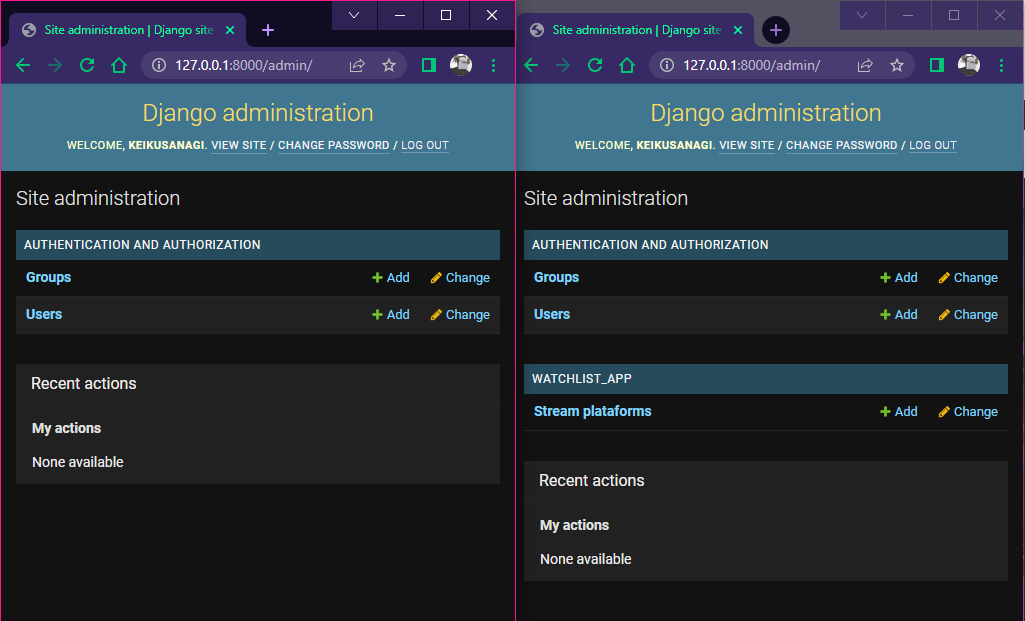 Site administration | Django site
127.0.0.1:8000/admin/
Django administration
WELCOME, KEIKUSANAGI. VIEW SITE / CHANGE PASSWORD / LOG OUT
Site administration
AUTHENTICATION AND AUTHORIZATION
Groups Add Change
Users Add Change
Recent actions
My actions
None available
Site administration | Django site
127.0.0.1:8000/admin/
Django administration
WELCOME, KEIKUSANAGI. VIEW SITE / CHANGE PASSWORD / LOG OUT
Site administration
AUTHENTICATION AND AUTHORIZATION
Groups Add Change
Users Add Change
WATCHLIST_APP
Stream plataforms Add Change
Recent actions
My actions
None available